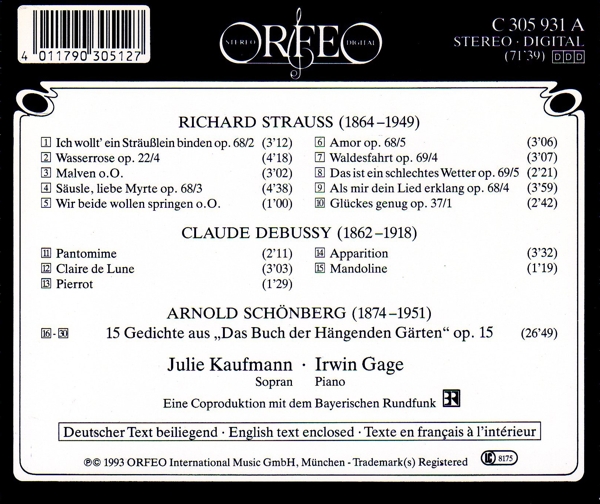 4 011790 305127
STEREO ORFEO DIGITAL
C 305 931 A
STEREO · DIGITAL
(71'39) DDD
RICHARD STRAUSS (1864–1949)
1 Ich wollt' ein Sträußlein binden op. 68/2 (3'12)
2 Wasserrose op. 22/4 (4'18)
3 Malven o.O. (3'02)
4 Säusle, liebe Myrte op. 68/3 (4'38)
5 Wir beide wollen springen o.O. (1'00)
6 Amor op. 68/5 (3'06)
7 Waldesfahrt op. 69/4 (3'07)
8 Das ist ein schlechtes Wetter op. 69/5 (2'21)
9 Als mir dein Lied erklang op. 68/4 (3'59)
10 Glückes genug op. 37/1 (2'42)
CLAUDE DEBUSSY (1862–1918)
11 Pantomime (2'11)
12 Claire de Lune (3'03)
13 Pierrot (1'29)
14 Apparition (3'32)
15 Mandoline (1'19)
ARNOLD SCHÖNBERG (1874–1951)
16 - 30 15 Gedichte aus „Das Buch der Hängenden Gärten“ op. 15 (26'49)
Julie Kaufmann · Irwin Gage
Sopran Piano
Eine Coproduktion mit dem Bayerischen Rundfunk BR
Deutscher Text beiliegend · English text enclosed · Texte en français à l'intérieur
℗© 1993 ORFEO International Music GmbH, München - Trademark(s) Registered LC 8175